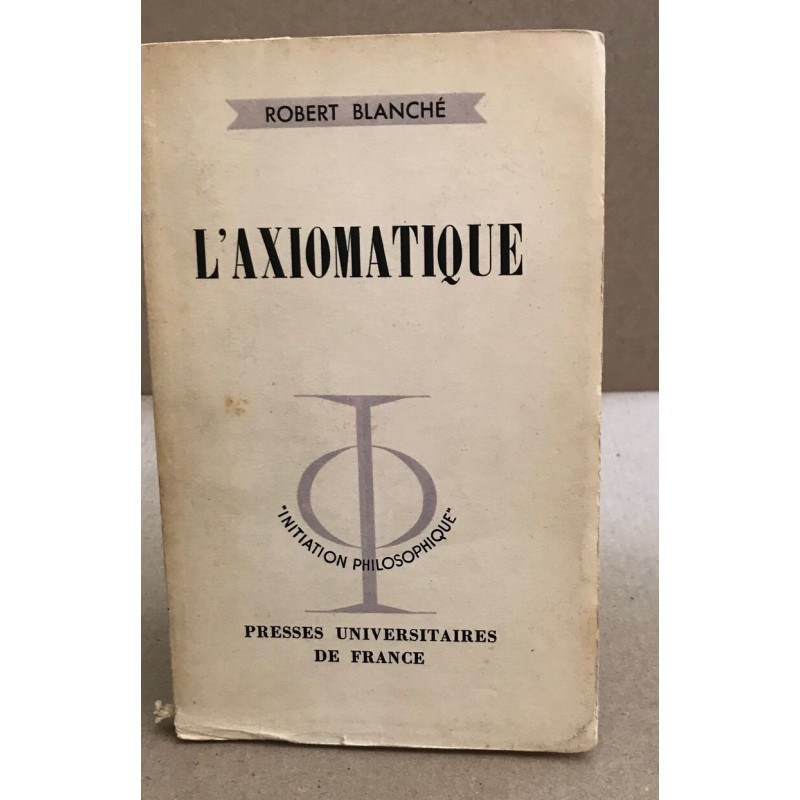 ROBERT BLANCHÉ
L'AXIOMATIQUE
"INITIATION PHILOSOPHIQUE"
PRESSES UNIVERSITAIRES
DE FRANCE